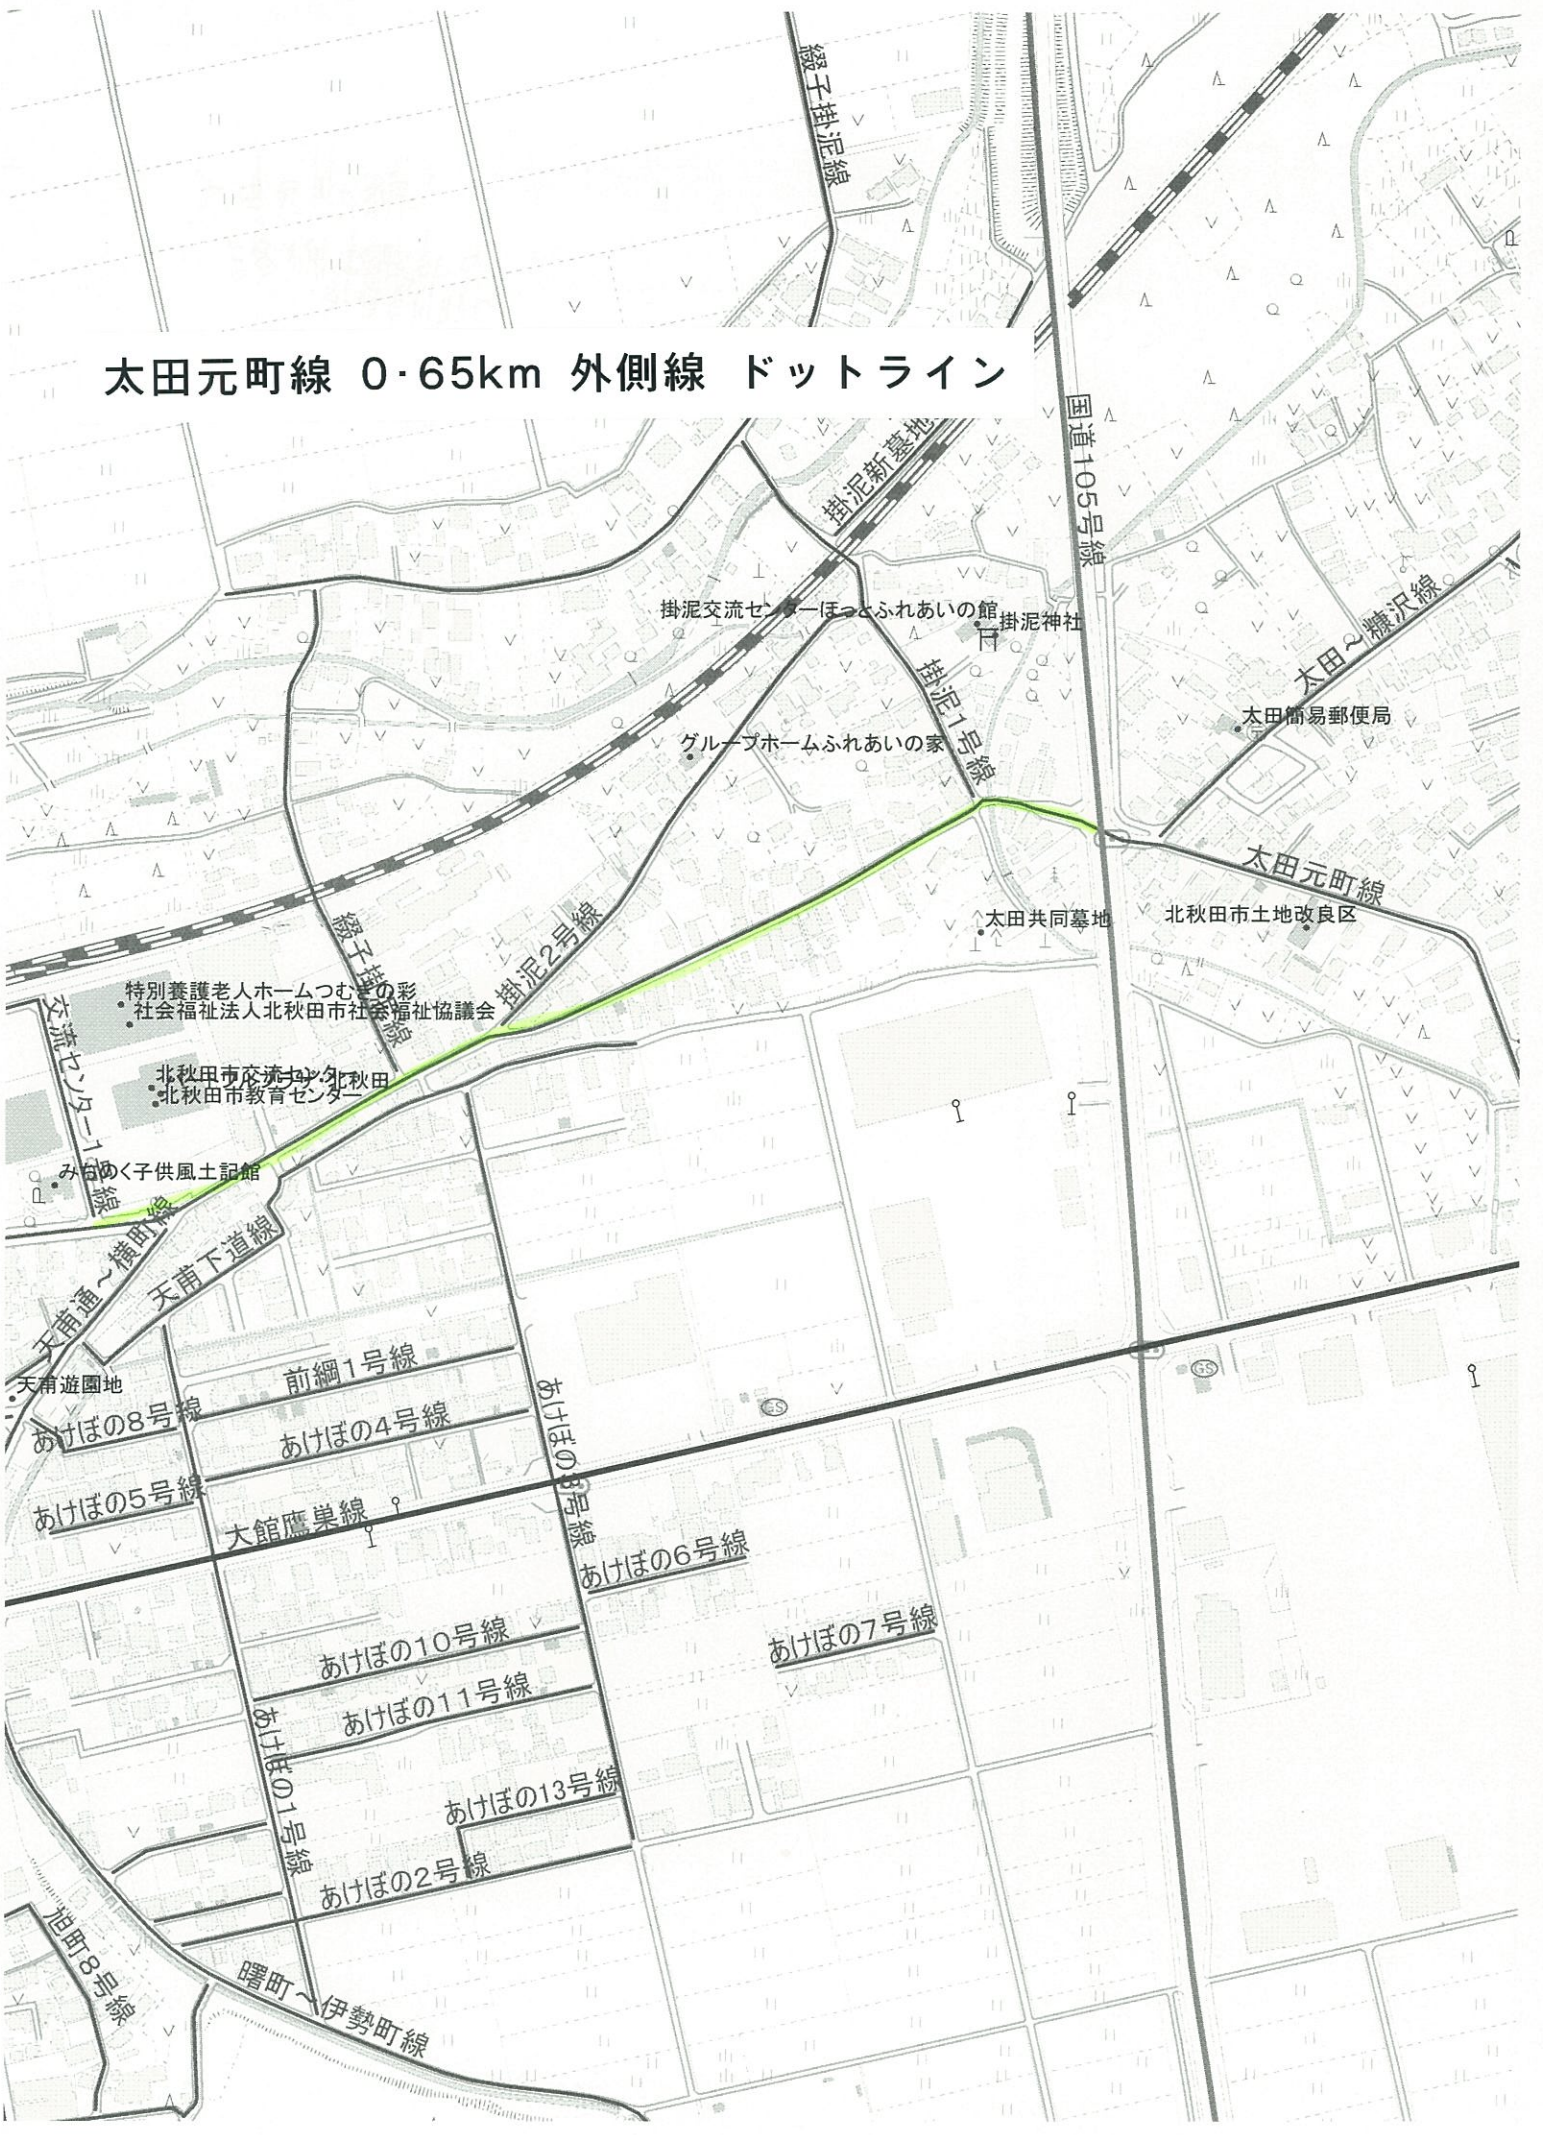 綴子掛泥線
太田元町線 0・65km 外側線 ドットライン
国道105号線
掛泥新墓地
掛泥交流センターほっとふれあいの館
掛泥神社
太田～糠沢線
太田簡易郵便局
掛泥1号線
グループホームふれあいの家
太田元町線
北秋田市土地改良区
太田共同墓地
掛泥2号線
綴子掛泥線
特別養護老人ホームつむぎの彩
社会福祉法人北秋田市社会福祉協議会
交流センター1号線
北秋田市交流センター
北秋田市教育センター
みちのく子供風土記館
P
P
天甫通～横町線
天甫下道線
天甫遊園地
前綱1号線
あけぼの8号線
あけぼの4号線
あけぼの3号線
GS
GS
あけぼの5号線
大館鷹巣線
あけぼの6号線
あけぼの7号線
あけぼの10号線
あけぼの11号線
あけぼの1号線
あけぼの13号線
あけぼの2号線
旭町8号線
曙町～伊勢町線